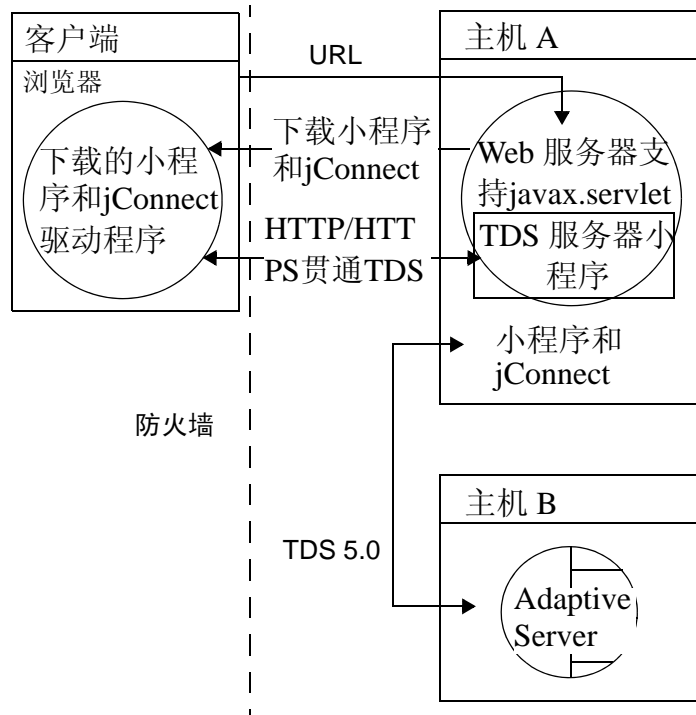 客户端
浏览器
下载的小程
序和jConnect
驱动程序
URL
下载小程序
和jConnect
HTTP/HTT
PS贯通TDS
主机 A
Web 服务器支
持javax.servlet
TDS 服务器小
程序
小程序和
jConnect
防火墙
TDS 5.0
主机 B
Adaptive
Server